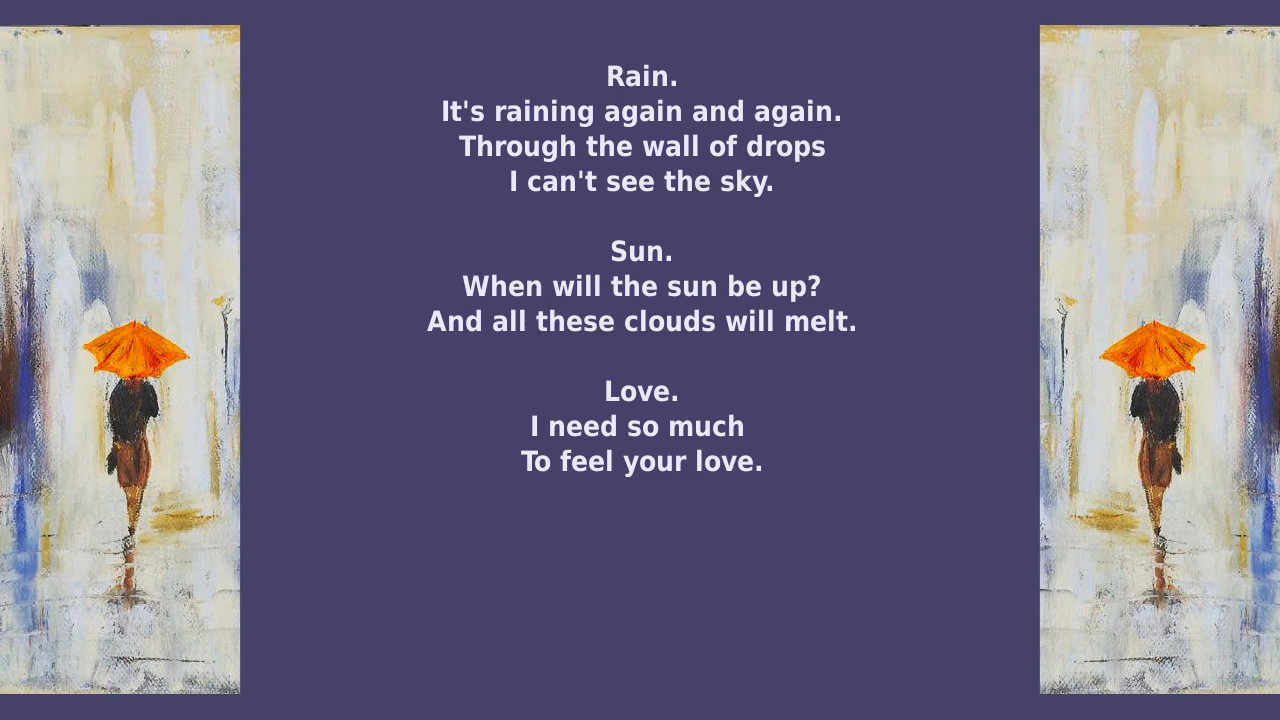 Rain.
It's raining again and again.
Through the wall of drops
I can't see the sky.
Sun.
When will the sun be up?
And all these clouds will melt.
Love.
I need so much
To feel your love.